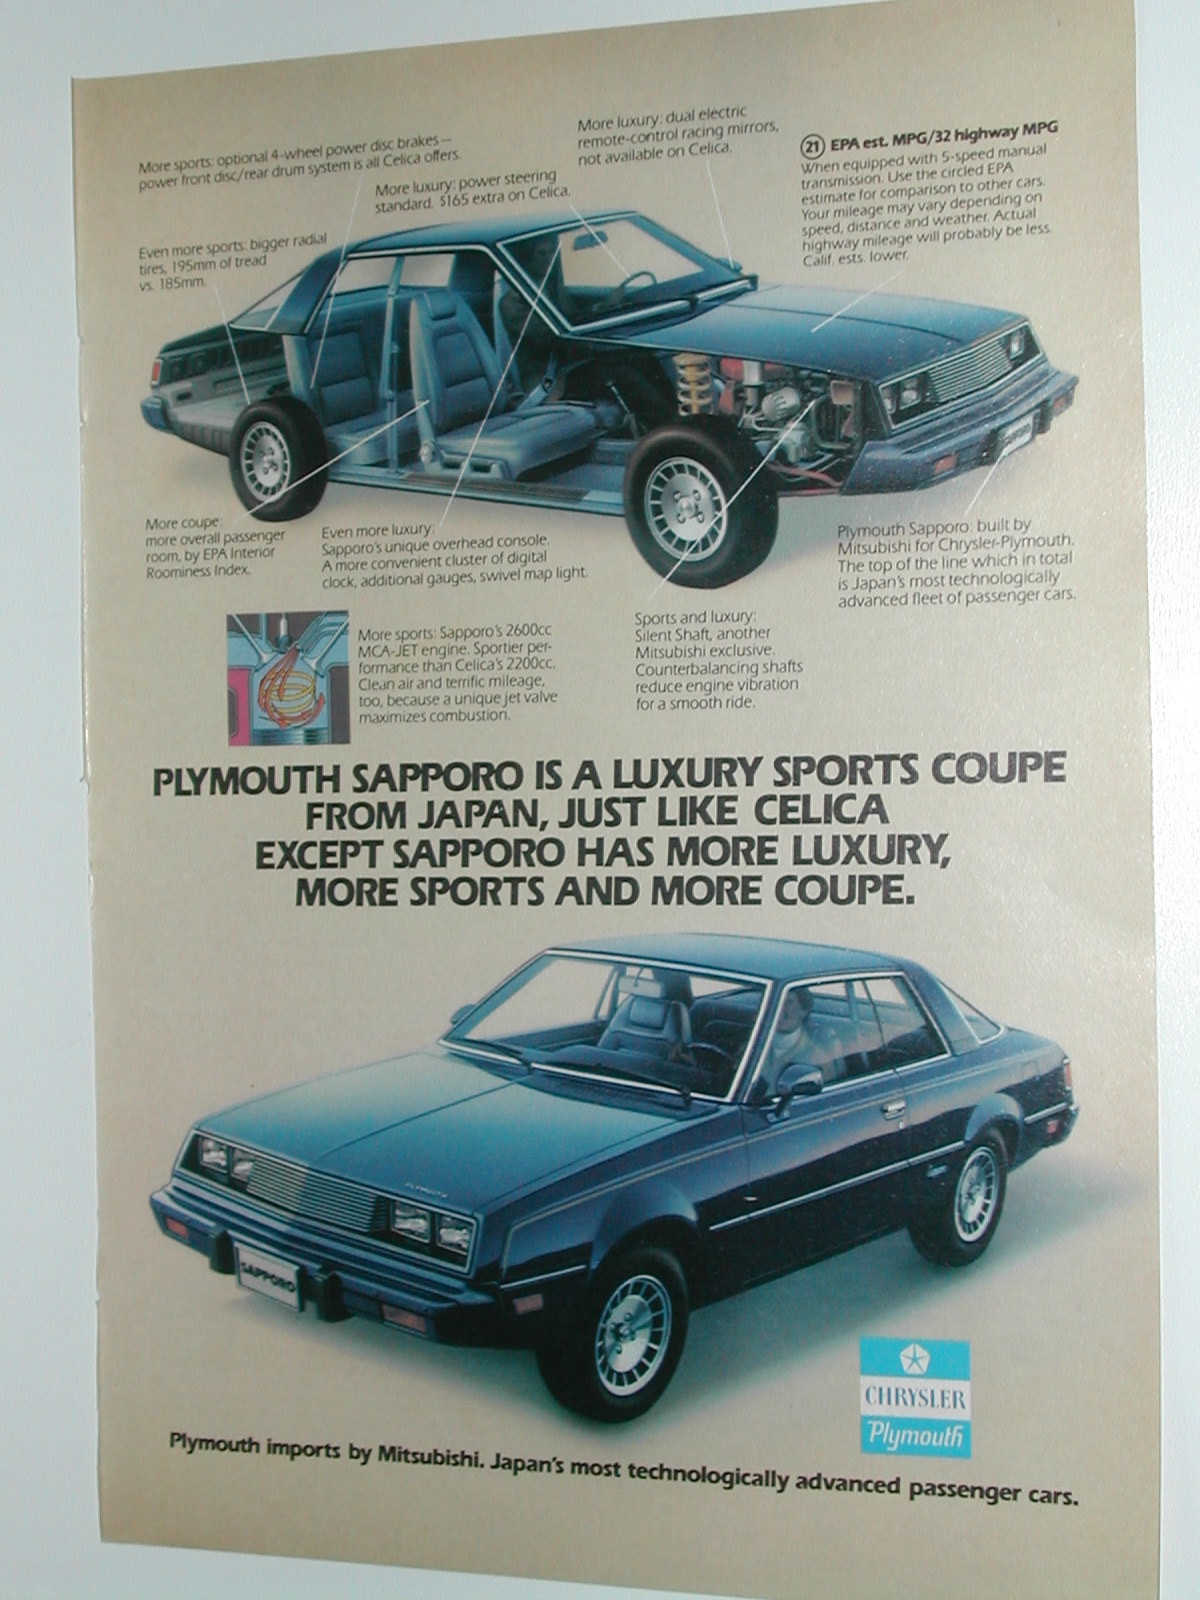 More sports: optional 4-wheel power disc brakes—
power front disc/rear drum system is all Celica offers.
More luxury: power steering
standard. $165 extra on Celica.
More luxury: dual electric
remote-control racing mirrors,
not available on Celica.
21 EPA est. MPG/32 highway MPG
When equipped with 5-speed manual
transmission. Use the circled EPA
estimate for comparison to other cars.
Your mileage may vary depending on
speed, distance and weather. Actual
highway mileage will probably be less.
Calif. ests. lower.
Even more sports: bigger radial
tires, 195mm of tread
vs. 185mm.
SAPPORO
More coupe:
more overall passenger
room, by EPA Interior
Roominess Index.
Even more luxury:
Sapporo's unique overhead console.
A more convenient cluster of digital
clock, additional gauges, swivel map light.
Plymouth Sapporo: built by
Mitsubishi for Chrysler-Plymouth.
The top of the line which in total
is Japan's most technologically
advanced fleet of passenger cars.
More sports: Sapporo's 2600cc
MCA-JET engine. Sportier per-
formance than Celica's 2200cc.
Clean air and terrific mileage,
too, because a unique jet valve
maximizes combustion.
Sports and luxury:
Silent Shaft, another
Mitsubishi exclusive.
Counterbalancing shafts
reduce engine vibration
for a smooth ride.
PLYMOUTH SAPPORO IS A LUXURY SPORTS COUPE
FROM JAPAN, JUST LIKE CELICA
EXCEPT SAPPORO HAS MORE LUXURY,
MORE SPORTS AND MORE COUPE.
PLYMOUTH
SAPPORO
CHRYSLER
Plymouth
Plymouth imports by Mitsubishi. Japan's most technologically advanced passenger cars.